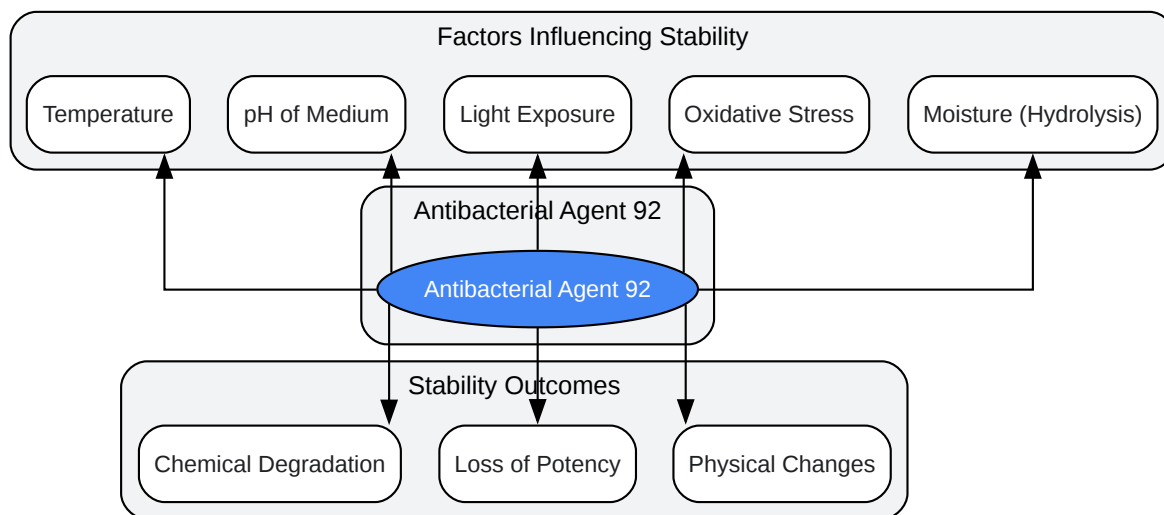 Factors Influencing Stability
Temperature
pH of Medium
Light Exposure
Oxidative Stress
Moisture (Hydrolysis)
Antibacterial Agent 92
Antibacterial Agent 92
Stability Outcomes
Chemical Degradation
Loss of Potency
Physical Changes